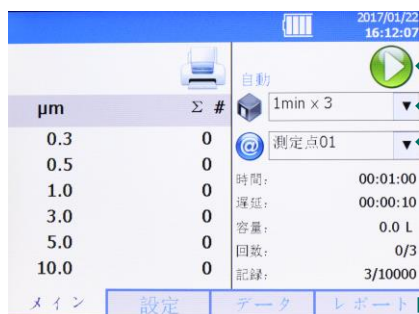 2017/01/22
16:12:07
μm Σ #
0.3 0
0.5 0
1.0 0
3.0 0
5.0 0
10.0 0
自動
1min x 3
@ 測定点01
時間: 00:01:00
遅延: 00:00:10
容量: 0.0 L
回数: 0/3
記録: 3/10000
メイン 設定 データ レポート